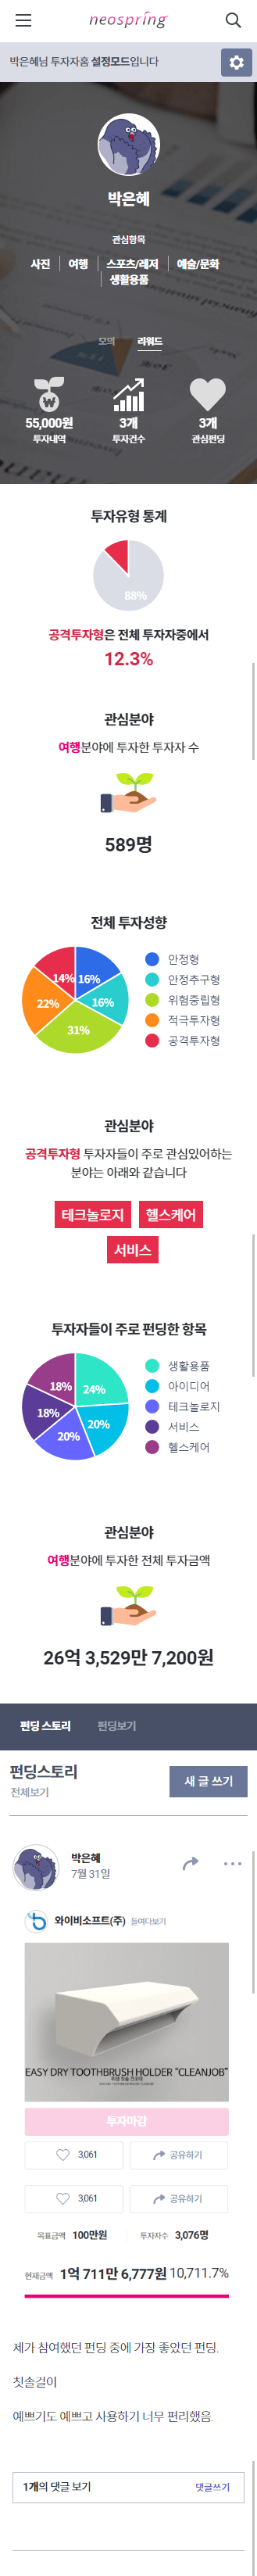 neospring
박은혜님 투자자홈 설정모드입니다
박은혜
관심항목
사진 여행 스포츠/레저 예술/문화
생활용품
모의 리워드
55,000원 3개 3개
투자내역 투자건수 관심펀딩
투자유형 통계
88%
공격투자형은 전체 투자자중에서
12.3%
관심분야
여행분야에 투자한 투자자 수
589명
전체 투자성향
14% 16%
22% 16%
31%
안정형
안정추구형
위험중립형
적극투자형
공격투자형
관심분야
공격투자형 투자자들이 주로 관심있어하는
분야는 아래와 같습니다
테크놀로지 헬스케어
서비스
투자자들이 주로 펀딩한 항목
18% 24%
18% 20%
20%
생활용품
아이디어
테크놀로지
서비스
헬스케어
관심분야
여행분야에 투자한 전체 투자금액
26억 3,529만 7,200원
펀딩 스토리 펀딩보기
펀딩스토리
전체보기
새 글 쓰기
박은혜
7월 31일
와이비소프트(주) 들여다보기
EASY DRY TOOTHBRUSH HOLDER "CLEANJOB"
투자마감
3,061 공유하기
3,061 공유하기
목표금액 100만원 투자자수 3,076명
현재금액 1억 711만 6,777원 10,711.7%
제가 참여했던 펀딩 중에 가장 좋았던 펀딩.
칫솔걸이
예쁘기도 예쁘고 사용하기 너무 편리했음.
1개의 댓글 보기 댓글쓰기